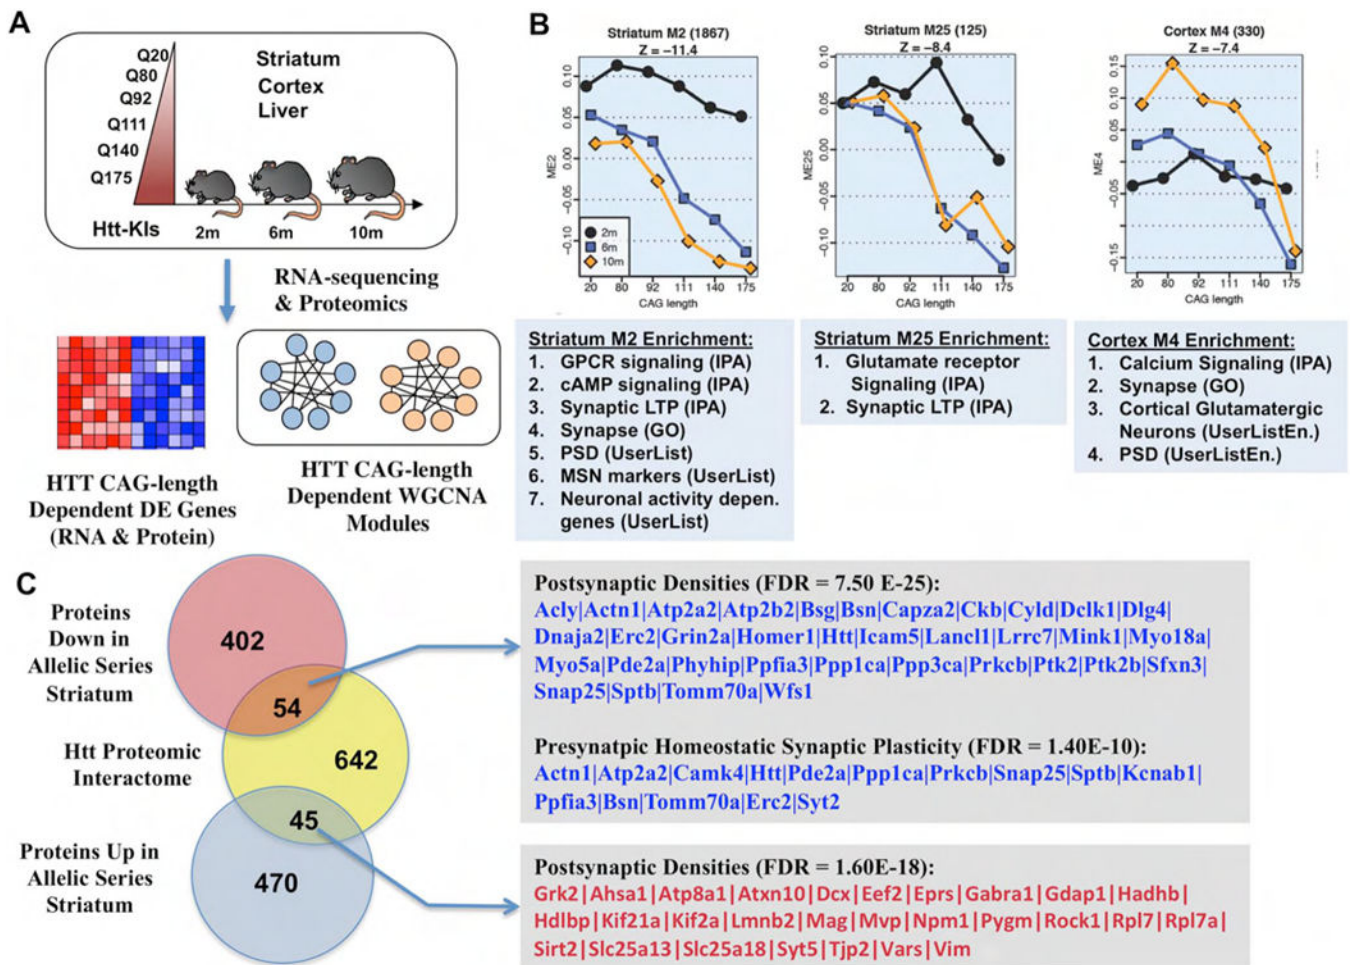 A
Q20
Q80
Q92
Q111
Q140
Q175
Striatum
Cortex
Liver
Htt-KIs
2m
6m
10m
RNA-sequencing
& Proteomics
HTT CAG-length
Dependent DE Genes
(RNA & Protein)
HTT CAG-length
Dependent WGCNA
Modules
B
Striatum M2 (1867)
Z = −11.4
ME2
0.10
0.05
0.00
−0.05
−0.10
2m
6m
10m
20 80 92 111 140 175
CAG length
Striatum M25 (125)
Z = −8.4
ME25
0.10
0.05
0.00
−0.05
−0.10
20 80 92 111 140 175
CAG length
Cortex M4 (330)
Z = −7.4
ME4
0.15
0.10
0.05
0.00
−0.05
−0.15
20 80 92 111 140 175
CAG length
Striatum M2 Enrichment:
1. GPCR signaling (IPA)
2. cAMP signaling (IPA)
3. Synaptic LTP (IPA)
4. Synapse (GO)
5. PSD (UserList)
6. MSN markers (UserList)
7. Neuronal activity depen.
genes (UserList)
Striatum M25 Enrichment:
1. Glutamate receptor
Signaling (IPA)
2. Synaptic LTP (IPA)
Cortex M4 Enrichment:
1. Calcium Signaling (IPA)
2. Synapse (GO)
3. Cortical Glutamatergic
Neurons (UserListEn.)
4. PSD (UserListEn.)
C
Proteins
Down in
Allelic Series
Striatum
402
54
Htt Proteomic
Interactome
642
45
Proteins Up in
Allelic Series
Striatum
470
Postsynaptic Densities (FDR = 7.50 E-25):
Acly|Actn1|Atp2a2|Atp2b2|Bsg|Bsn|Capza2|Ckb|Cyld|Dclk1|Dlg4|
Dnaja2|Erc2|Grin2a|Homer1|Htt|Icam5|Lancl1|Lrrc7|Mink1|Myo18a|
Myo5a|Pde2a|Phyhip|Ppfia3|Ppp1ca|Ppp3ca|Prkcb|Ptk2|Ptk2b|Sfxn3|
Snap25|Sptb|Tomm70a|Wfs1
Presynatpic Homeostatic Synaptic Plasticity (FDR = 1.40E-10):
Actn1|Atp2a2|Camk4|Htt|Pde2a|Ppp1ca|Prkcb|Snap25|Sptb|Kcnab1|
Ppfia3|Bsn|Tomm70a|Erc2|Syt2
Postsynaptic Densities (FDR = 1.60E-18):
Grk2|Ahsa1|Atp8a1|Atxn10|Dcx|Eef2|Eprs|Gabra1|Gdap1|Hadhb|
Hdlbp|Kif21a|Kif2a|Lmnb2|Mag|Mvp|Npm1|Pygm|Rock1|Rpl7|Rpl7a|
Sirt2|Slc25a13|Slc25a18|Syt5|Tjp2|Vars|Vim